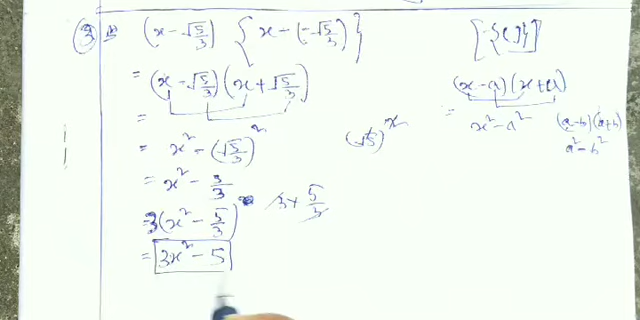 ③ (x - √5/3) {x - (-√5/3)} [{( )}]
= (x - √5/3) (x + √5/3) (x - a) (x + a)
= = x² - a² (a - b) (a + b)
= x² - (√5/3)² (√5)² a² - b²
= x² - 5/3
= 3(x² - 5/3) 3 × 5/3
= 3x² - 5